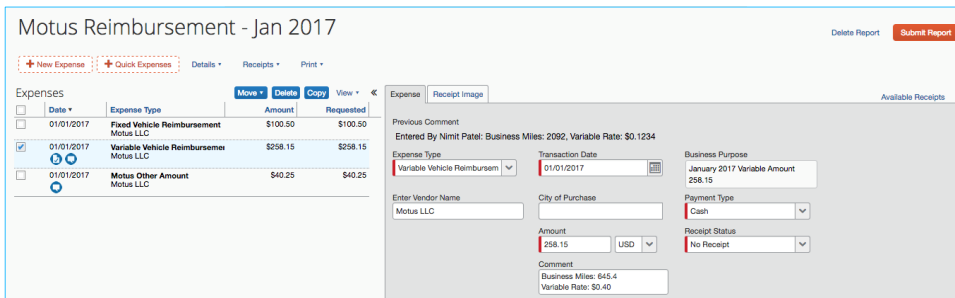 Motus Reimbursement - Jan 2017
Delete Report
Submit Report
+ New Expense
+ Quick Expenses
Details
Receipts
Print
Expenses
Move
Delete
Copy
View
«
Date
Expense Type
Amount
Requested
01/01/2017
Fixed Vehicle Reimbursement
Motus LLC
$100.50
$100.50
01/01/2017
Variable Vehicle Reimbursemen
Motus LLC
$258.15
$258.15
01/01/2017
Motus Other Amount
Motus LLC
$40.25
$40.25
Expense
Receipt Image
Available Receipts
Previous Comment
Entered By Nimit Patel: Business Miles: 2092, Variable Rate: $0.1234
Expense Type
Transaction Date
Business Purpose
Variable Vehicle Reimbursem
01/01/2017
January 2017 Variable Amount
258.15
Enter Vendor Name
City of Purchase
Payment Type
Motus LLC
Cash
Amount
Receipt Status
258.15
USD
No Receipt
Comment
Business Miles: 645.4
Variable Rate: $0.40